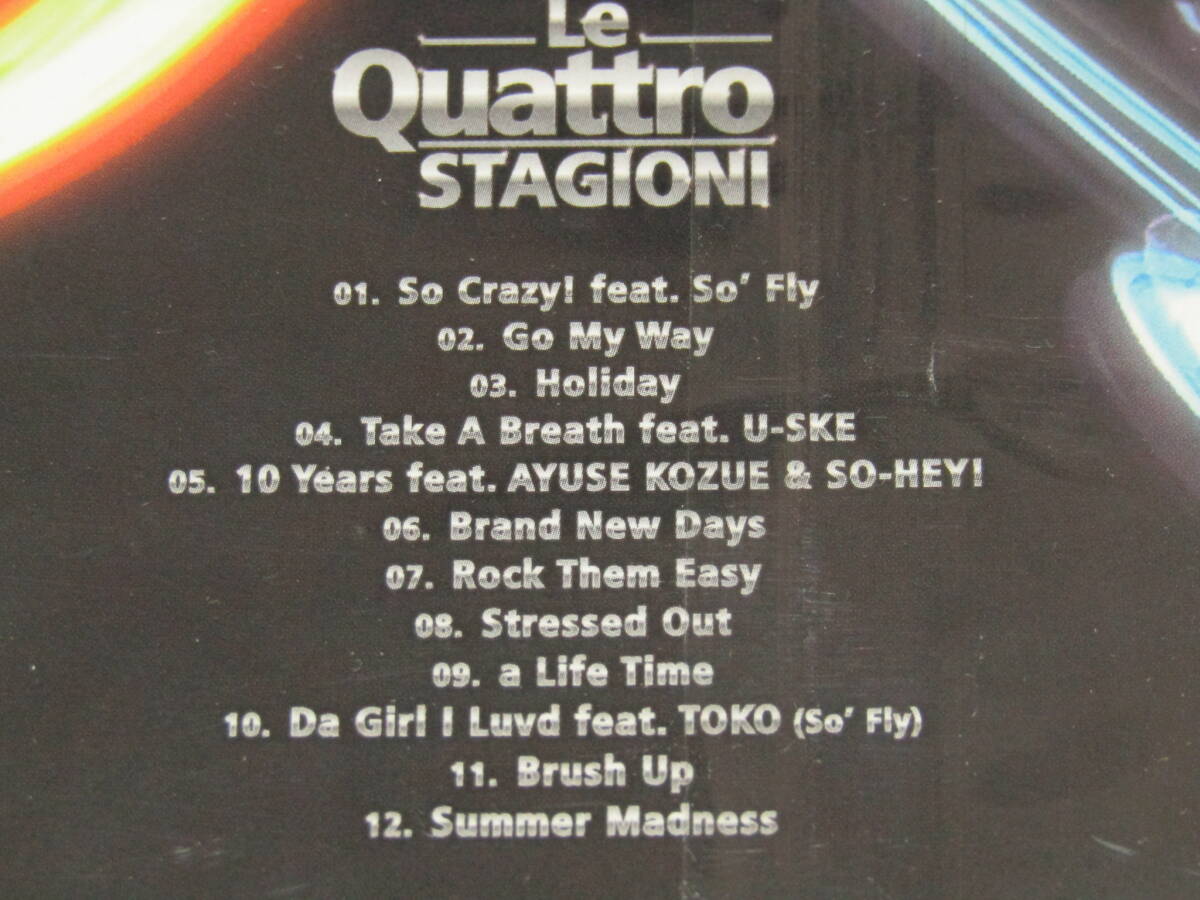 Le
Quattro
STAGIONI
01. So Crazy! feat. So' Fly
02. Go My Way
03. Holiday
04. Take A Breath feat. U-SKE
05. 10 Years feat. AYUSE KOZUE & SO-HEY!
06. Brand New Days
07. Rock Them Easy
08. Stressed Out
09. a Life Time
10. Da Girl I Luvd feat. TOKO (So' Fly)
11. Brush Up
12. Summer Madness